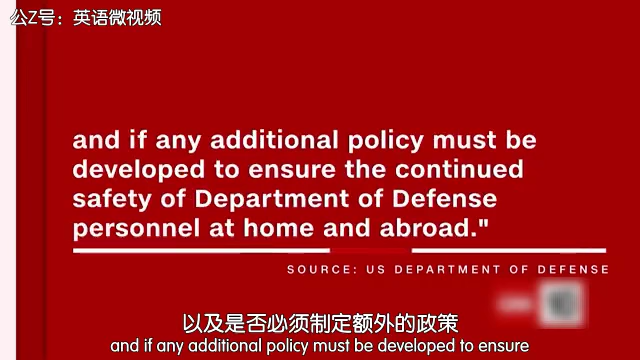 公Z号：英语微视频
and if any additional policy must be
developed to ensure the continued
safety of Department of Defense
personnel at home and abroad."
SOURCE: US DEPARTMENT OF DEFENSE
以及是否必须制定额外的政策
and if any additional policy must be developed to ensure